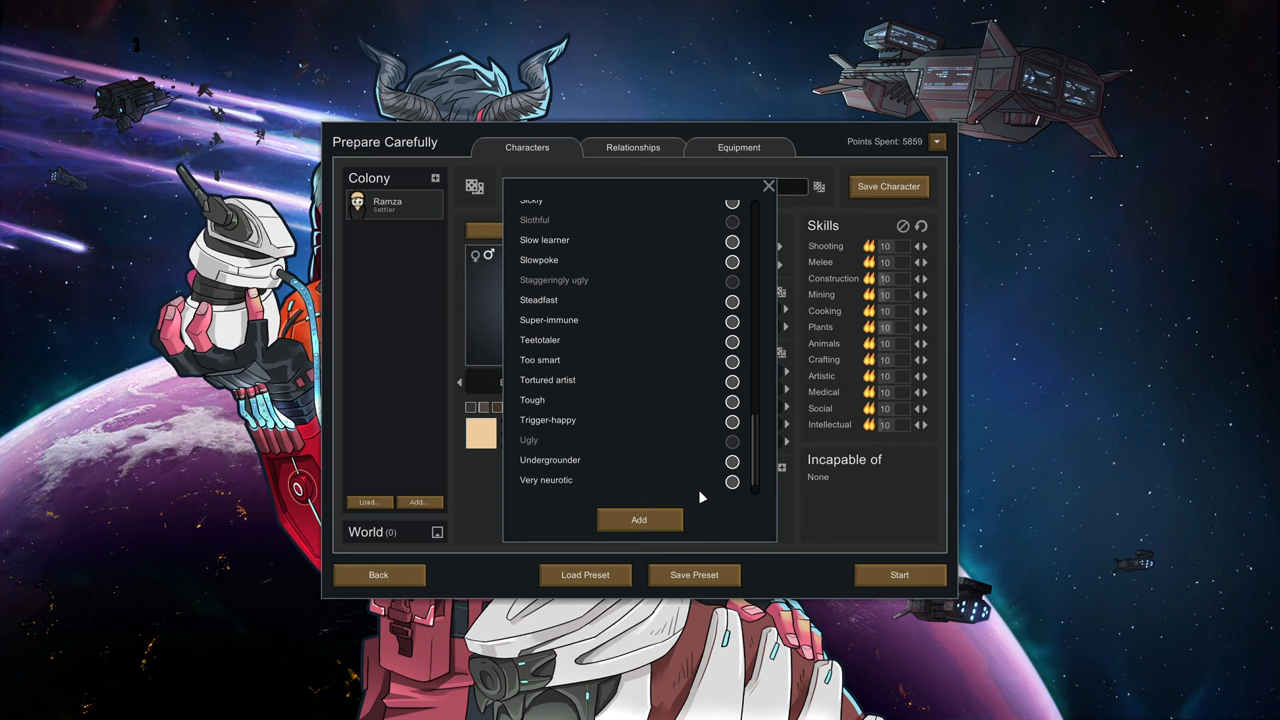 Prepare Carefully
Characters
Relationships
Equipment
Points Spent: 5859
Colony
Ramza
Settler
Load...
Add...
World (0)
Sickly
Slothful
Slow learner
Slowpoke
Staggeringly ugly
Steadfast
Super-immune
Teetotaler
Too smart
Tortured artist
Tough
Trigger-happy
Ugly
Undergrounder
Very neurotic
Add
Save Character
Skills
Shooting 10
Melee 10
Construction 10
Mining 10
Cooking 10
Plants 10
Animals 10
Crafting 10
Artistic 10
Medical 10
Social 10
Intellectual 10
Incapable of
None
Back
Load Preset
Save Preset
Start